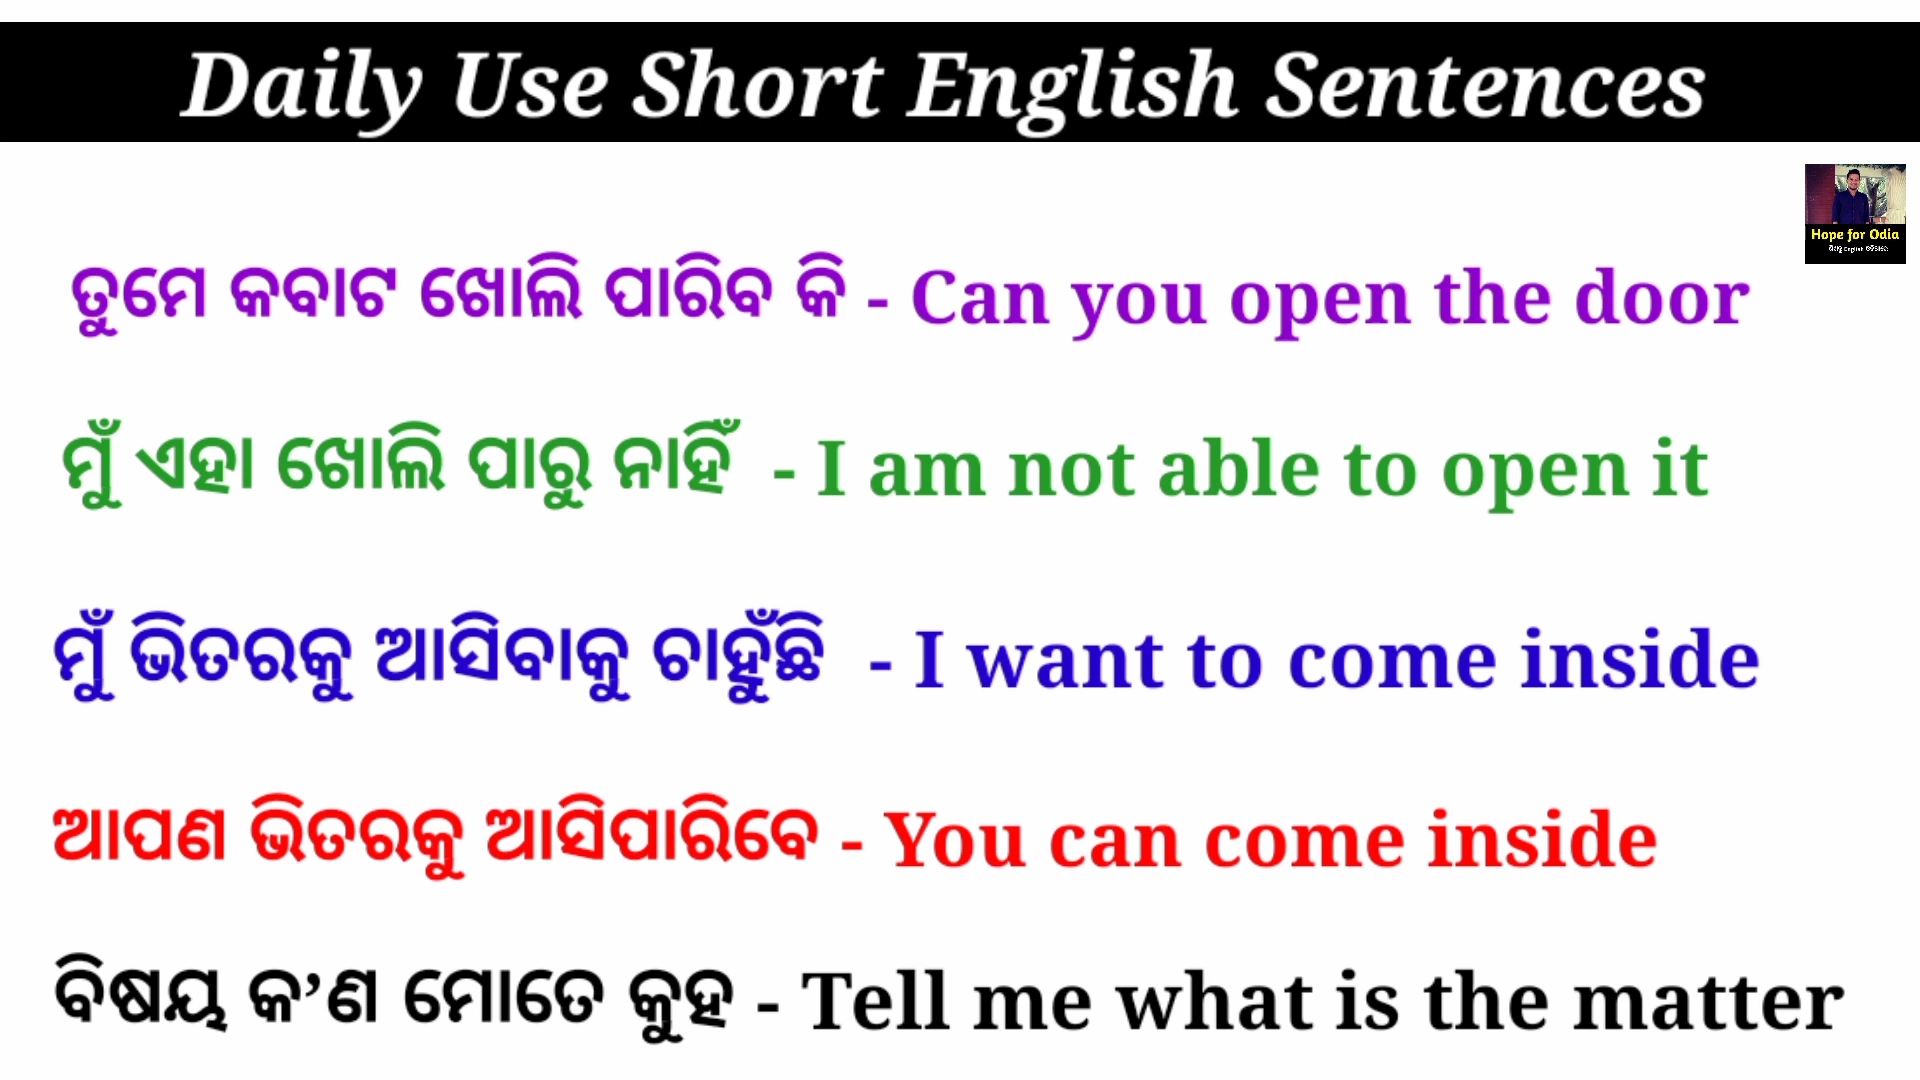 Daily Use Short English Sentences
Hope for Odia
ତୁମେ କବାଟ ଖୋଲି ପାରିବ କି - Can you open the door
ମୁଁ ଏହା ଖୋଲି ପାରୁ ନାହିଁ - I am not able to open it
ମୁଁ ଭିତରକୁ ଆସିବାକୁ ଚାହୁଁଛି - I want to come inside
ଆପଣ ଭିତରକୁ ଆସିପାରିବେ - You can come inside
ବିଷୟ କ’ଣ ମୋତେ କୁହ - Tell me what is the matter